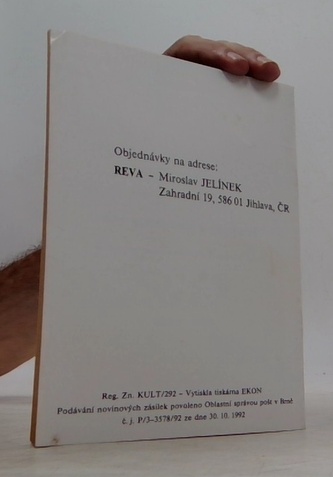 Objednávky na adrese:
REVA – Miroslav JELÍNEK
Zahradní 19, 586 01 Jihlava, ČR
Reg. Zn. KULT/292 – Vytiskla tiskárna EKON
Podávání novinových zásilek povoleno Oblastní správou pošt v Brně
č. j. P/3-3578/92 ze dne 30. 10. 1992